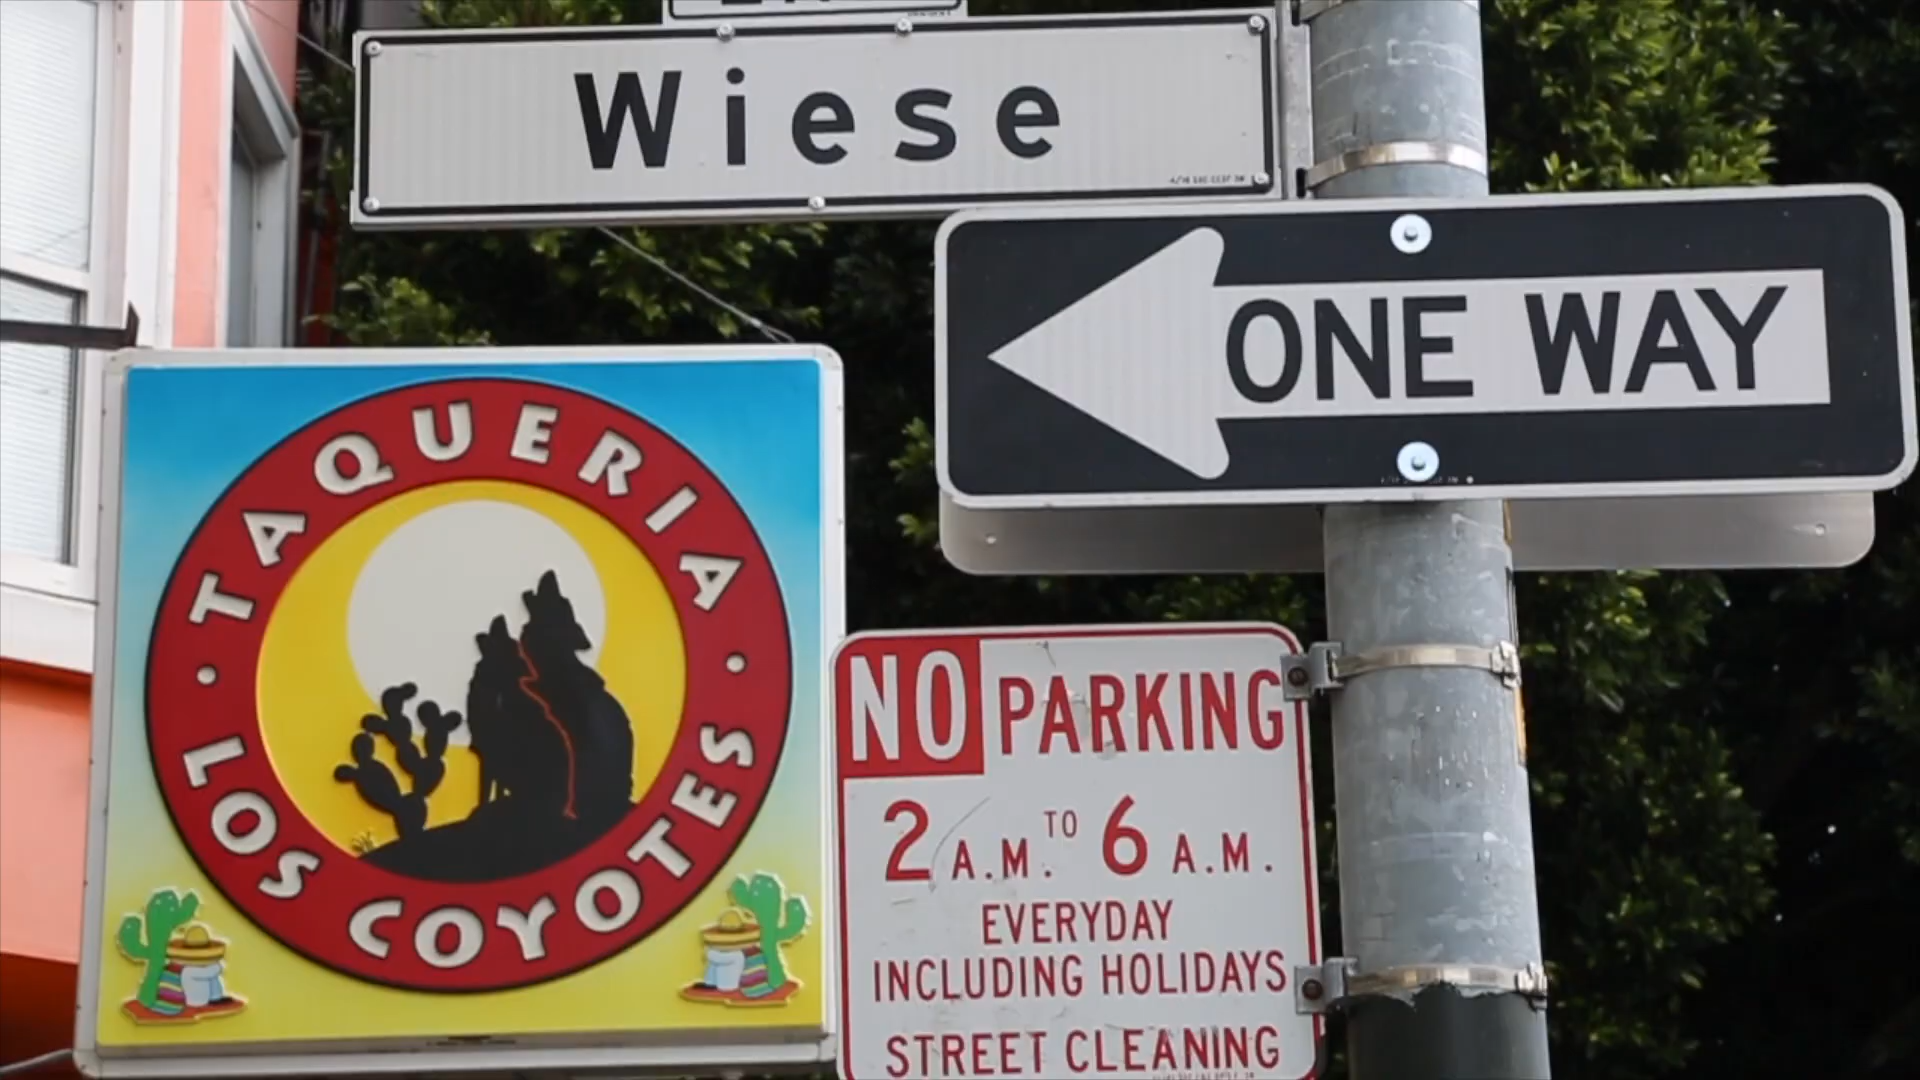 Wiese
ONE WAY
TAQUERIA
LOS COYOTES
NO PARKING
2 A.M. TO 6 A.M.
EVERYDAY
INCLUDING HOLIDAYS
STREET CLEANING